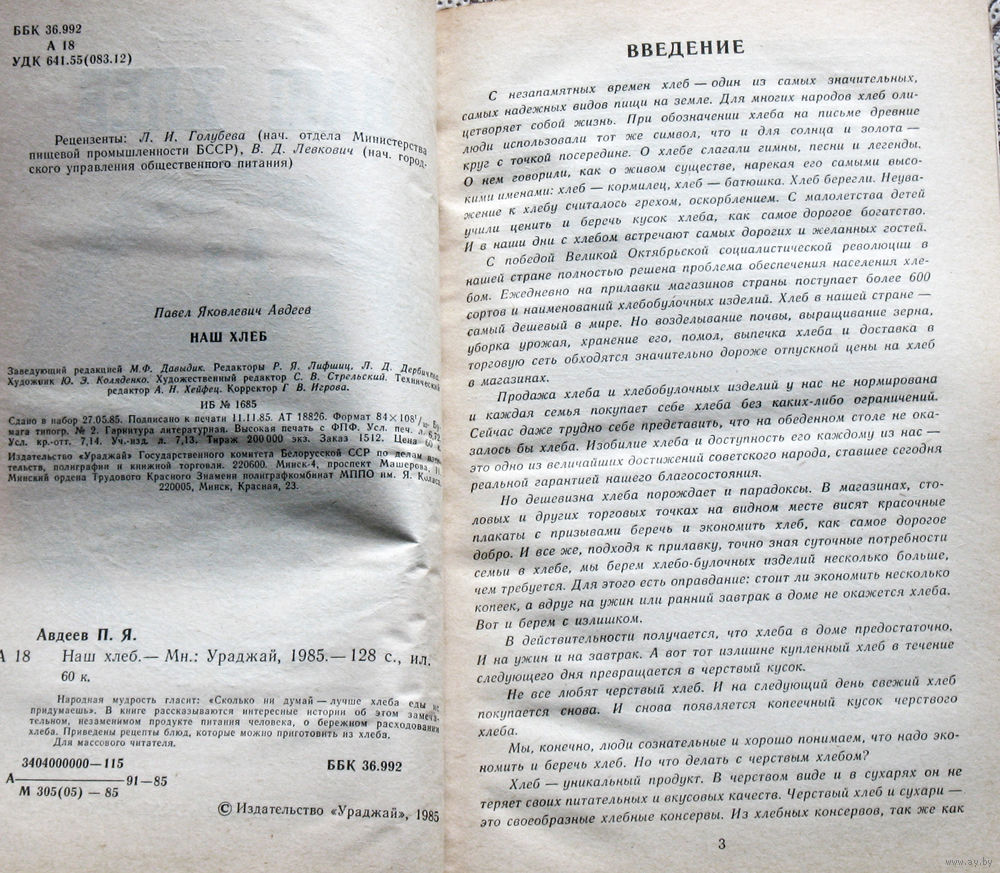 ББК 36.992
А 18
УДК 641.55(083.12)
Рецензенты: Л. И. Голубева (нач. отдела Министерства
пищевой промышленности БССР), В. Д. Левкович (нач. город-
ского управления общественного питания)
Павел Яковлевич Авдеев
НАШ ХЛЕБ
Заведующий редакцией М.Ф. Давыдик. Редакторы Р. Я. Лифшиц, Л. Д.
Художник Ю. Э. Коляденко. Художественный редактор С. В. Стрельский. Технический
редактор А. Н. Хейфец. Корректор Г. В. Игрова.
ИБ № 1685
Сдано в набор 27.05.85. Подписано к печати 11.11.85. АТ 18826. Формат 84×108¹/ Бу-
мага типогр. № 2. Гарнитура литературная. Высокая печать с ФПФ. Усл. печ. л. 6,72
Усл. кр.-отт. 7,14. Уч.-изд. л. 7,13. Тираж 200 000 экз. Заказ 1512. Цена 60 к.
Издательство «Ураджай» Государственного комитета Белорусской ССР по делам изда-
тельств, полиграфии и книжной торговли. 220600. Минск-4, проспект Машерова, 11.
Минский ордена Трудового Красного Знамени полиграфкомбинат МППО им. Я. Коласа.
220005, Минск, Красная, 23.
Авдеев П. Я.
А 18 Наш хлеб.— Мн.: Ураджай, 1985.— 128 с., ил.
60 к.
Народная мудрость гласит: «Сколько ни думай — лучше хлеба еды не
придумаешь». В книге рассказываются интересные истории об этом замеча-
тельном, незаменимом продукте питания человека, о бережном расходовании
хлеба. Приведены рецепты блюд, которые можно приготовить из хлеба.
Для массового читателя.
3404000000—115
А———91—85
М 305(05) — 85
ББК 36.992
© Издательство «Ураджай», 1985
ВВЕДЕНИЕ
С незапамятных времен хлеб — один из самых значительных,
самых надежных видов пищи на земле. Для многих народов хлеб оли-
цетворяет собой жизнь. При обозначении хлеба на письме древние
люди использовали тот же символ, что и для солнца и золота —
круг с точкой посередине. О хлебе слагали гимны, песни и легенды.
О нем говорили, как о живом существе, нарекая его самыми высо-
кими именами: хлеб — кормилец, хлеб — батюшка. Хлеб берегли. Неува-
жение к хлебу считалось грехом, оскорблением. С малолетства детей
учили ценить и беречь кусок хлеба, как самое дорогое богатство.
И в наши дни с хлебом встречают самых дорогих и желанных гостей.
С победой Великой Октябрьской социалистической революции в
нашей стране полностью решена проблема обеспечения населения хле-
бом. Ежедневно на прилавки магазинов страны поступает более 600
сортов и наименований хлебобулочных изделий. Хлеб в нашей стране —
самый дешевый в мире. Но возделывание почвы, выращивание зерна,
уборка урожая, хранение его, помол, выпечка хлеба и доставка в
торговую сеть обходятся значительно дороже отпускной цены на хлеб
в магазинах.
Продажа хлеба и хлебобулочных изделий у нас не нормирована
и каждая семья покупает себе хлеба без каких-либо ограничений.
Сейчас даже трудно себе представить, что на обеденном столе не ока-
залось бы хлеба. Изобилие хлеба и доступность его каждому из нас —
это одно из величайших достижений советского народа, ставшее сегодня
реальной гарантией нашего благосостояния.
Но дешевизна хлеба порождает и парадоксы. В магазинах, сто-
ловых и других торговых точках на видном месте висят красочные
плакаты с призывами беречь и экономить хлеб, как самое дорогое
добро. И все же, подходя к прилавку, точно зная суточные потребности
семьи в хлебе, мы берем хлебо-булочных изделий несколько больше,
чем требуется. Для этого есть оправдание: стоит ли экономить несколько
копеек, а вдруг на ужин или ранний завтрак в доме не окажется хлеба.
Вот и берем с излишком.
В действительности получается, что хлеба в доме предостаточно,
И на ужин и на завтрак. А вот тот излишне купленный хлеб в течение
следующего дня превращается в черствый кусок.
Не все любят черствый хлеб. И на следующий день свежий хлеб
покупается снова. И снова появляется копеечный кусок черствого
хлеба.
Мы, конечно, люди сознательные и хорошо понимаем, что надо эко-
номить и беречь хлеб. Но что делать с черствым хлебом?
Хлеб — уникальный продукт. В черством виде и в сухарях он не
теряет своих питательных и вкусовых качеств. Черствый хлеб и сухари —
это своеобразные хлебные консервы. Из хлебных консервов, так же как
3
www.ay.by